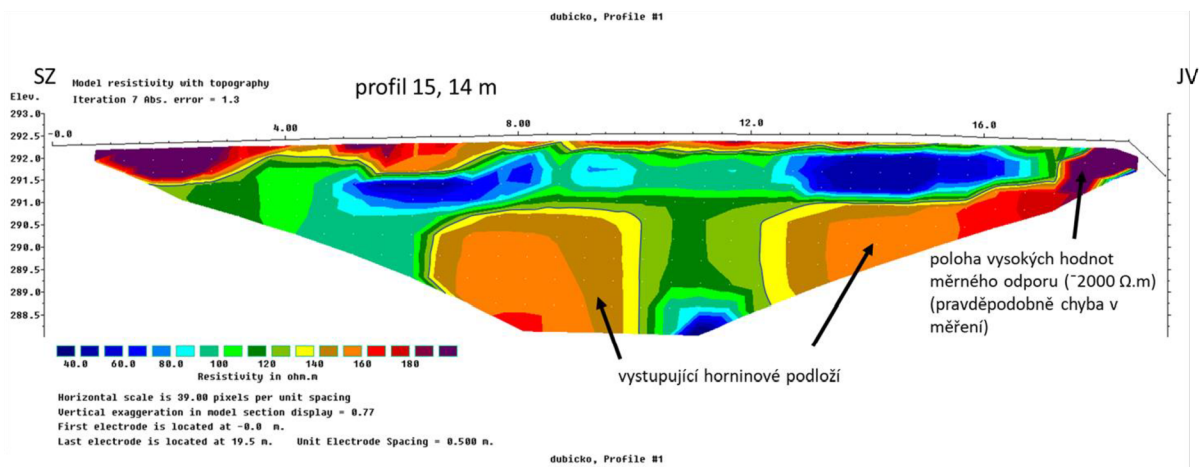 dubicko, Profile #1
SZ
JV
Model resistivity with topography
Iteration 7 Abs. error = 1.3
profil 15, 14 m
Elev.
293.0
292.5
292.0
291.5
291.0
290.5
290.0
289.5
289.0
288.5
-0.0 4.00 8.00 12.0 16.0 m.
poloha vysokých hodnot
měrného odporu (˜2000 Ω.m)
(pravděpodobně chyba v
měření)
vystupující horninové podloží
40.0 60.0 80.0 100 120 140 160 180
Resistivity in ohm.m
Horizontal scale is 39.00 pixels per unit spacing
Vertical exaggeration in model section display = 0.77
First electrode is located at -0.0 m.
Last electrode is located at 19.5 m. Unit Electrode Spacing = 0.500 m.
dubicko, Profile #1